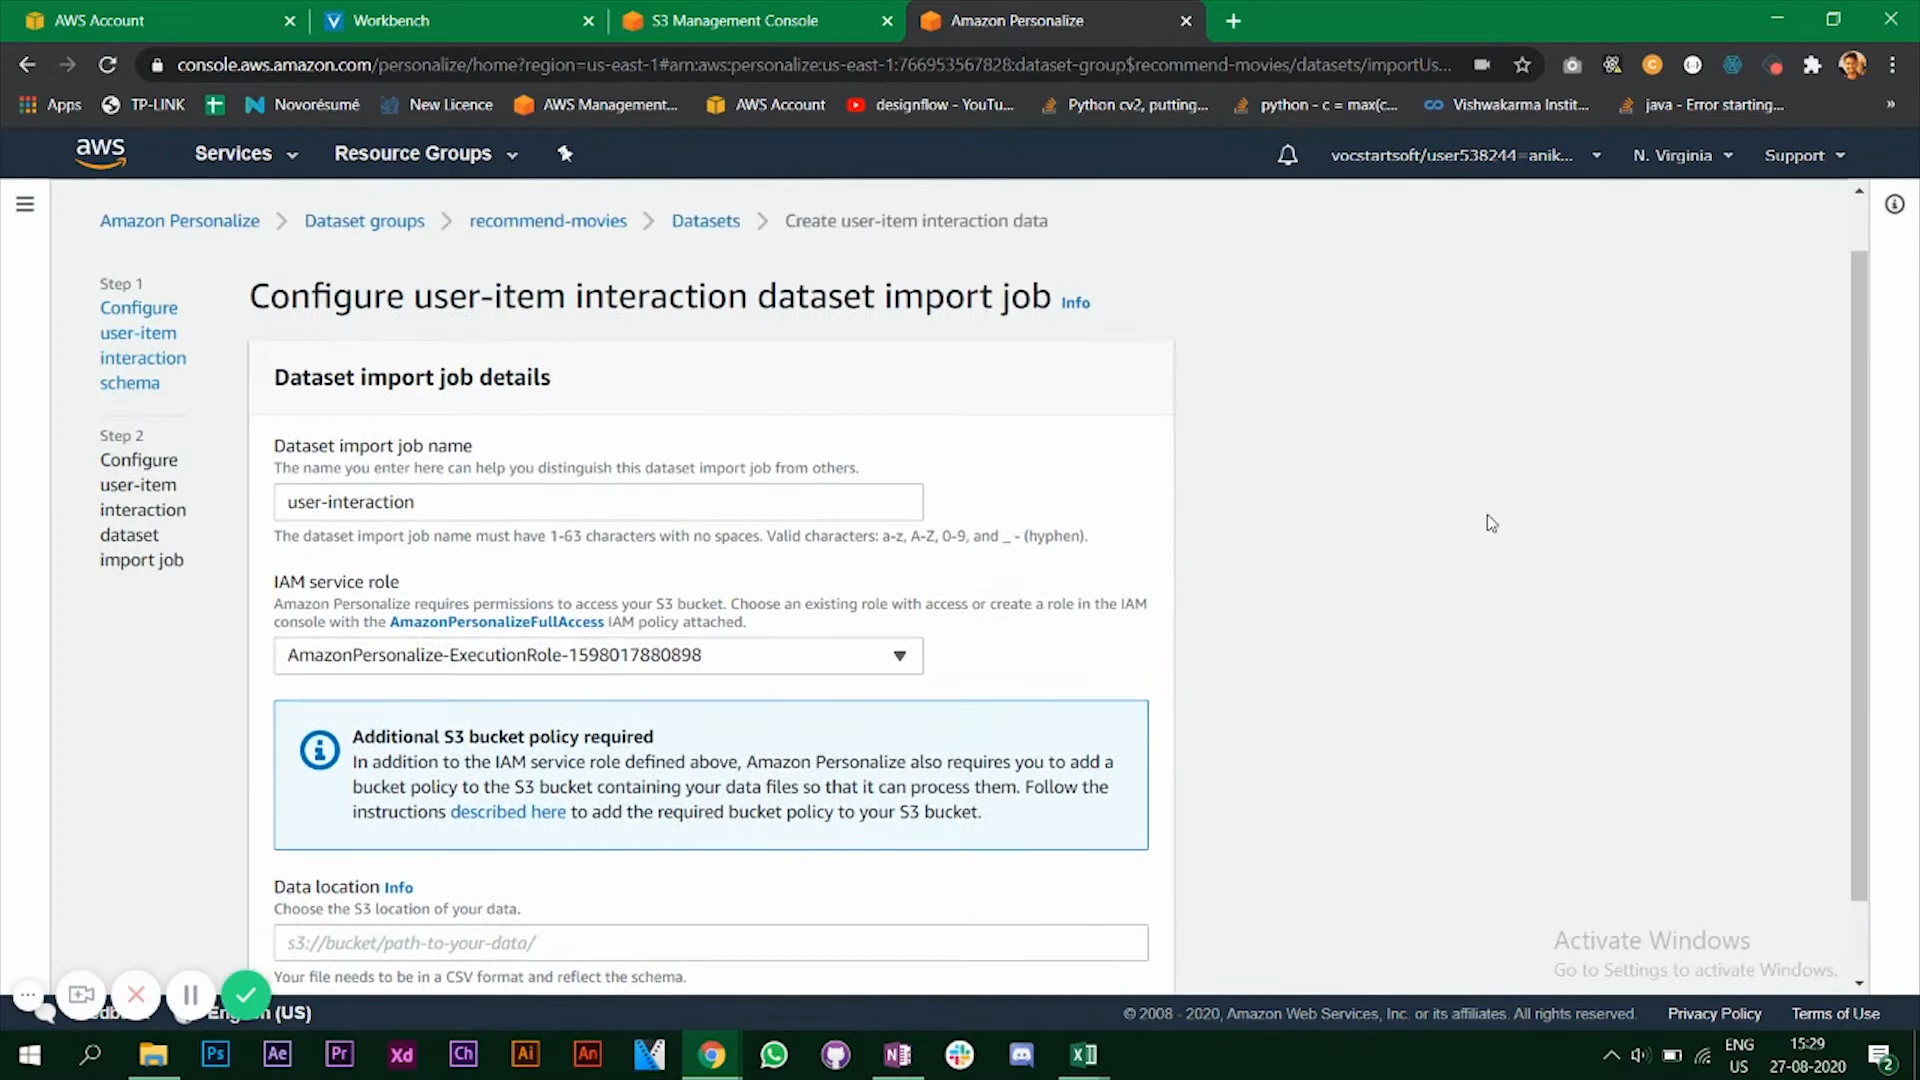 AWS Account
Workbench
S3 Management Console
Amazon Personalize
console.aws.amazon.com/personalize/home?region=us-east-1#arn:aws:personalize:us-east-1:766953567828:dataset-group$recommend-movies/datasets/importUs...
Apps
TP-LINK
Novorésumé
New Licence
AWS Management...
AWS Account
designflow - YouTu...
Python cv2, putting...
python - c = max(c...
Vishwakarma Instit...
java - Error starting...
»
aws
Services
Resource Groups
vocstartsoft/user538244=anik...
N. Virginia
Support
Amazon Personalize
Dataset groups
recommend-movies
Datasets
Create user-item interaction data
Step 1
Configure
user-item
interaction
schema
Step 2
Configure
user-item
interaction
dataset
import job
Configure user-item interaction dataset import job Info
Dataset import job details
Dataset import job name
The name you enter here can help you distinguish this dataset import job from others.
user-interaction
The dataset import job name must have 1-63 characters with no spaces. Valid characters: a-z, A-Z, 0-9, and _ - (hyphen).
IAM service role
Amazon Personalize requires permissions to access your S3 bucket. Choose an existing role with access or create a role in the IAM
console with the AmazonPersonalizeFullAccess IAM policy attached.
AmazonPersonalize-ExecutionRole-1598017880898
Additional S3 bucket policy required
In addition to the IAM service role defined above, Amazon Personalize also requires you to add a
bucket policy to the S3 bucket containing your data files so that it can process them. Follow the
instructions described here to add the required bucket policy to your S3 bucket.
Data location Info
Choose the S3 location of your data.
s3://bucket/path-to-your-data/
Your file needs to be in a CSV format and reflect the schema.
Activate Windows
Go to Settings to activate Windows.
(US)
© 2008 - 2020, Amazon Web Services, Inc. or its affiliates. All rights reserved.
Privacy Policy
Terms of Use
Ps
Ae
Pr
Xd
Ch
Ai
An
ENG
US
15:29
27-08-2020
2